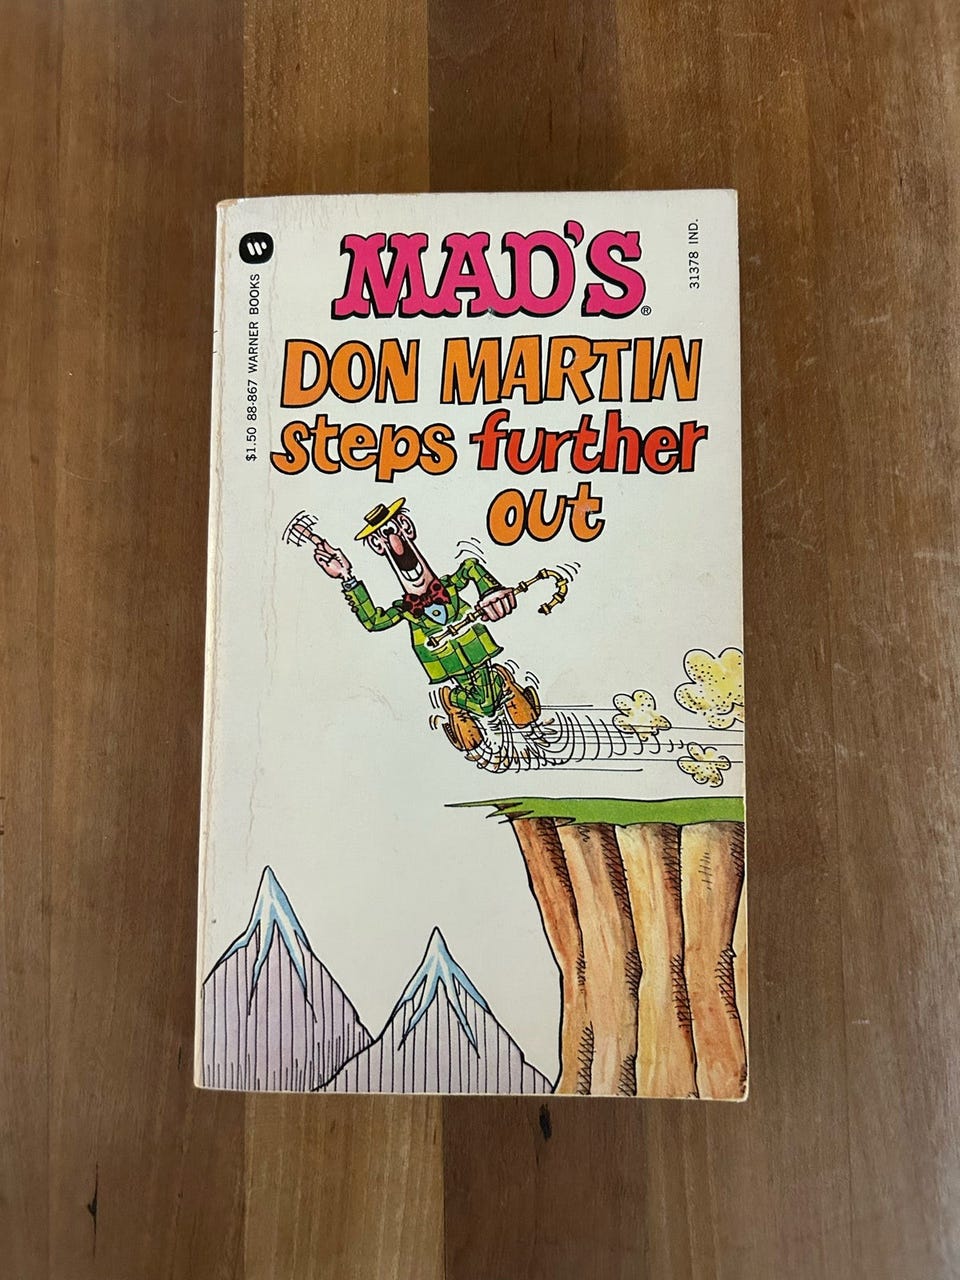 MAD'S®
DON MARTIN
steps further
out
$1.50 88-867 WARNER BOOKS
31378 IND.